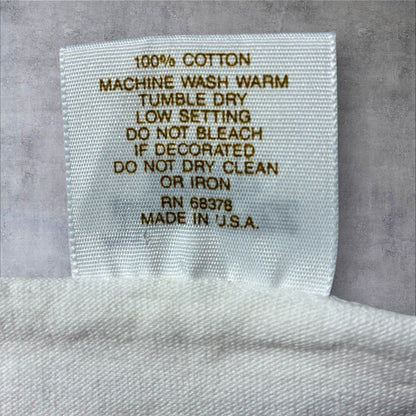 100% COTTON
MACHINE WASH WARM
TUMBLE DRY
LOW SETTING
DO NOT BLEACH
IF DECORATED
DO NOT DRY CLEAN
OR IRON
RN 68378
MADE IN U.S.A.